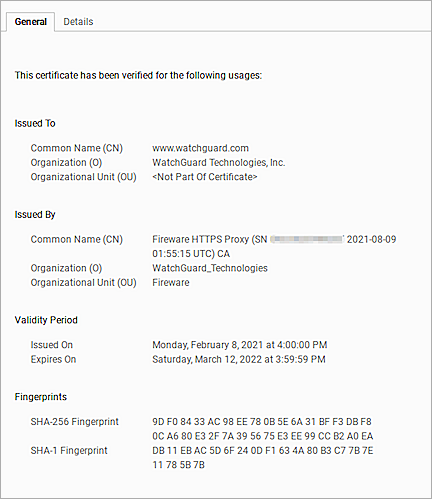 General Details
This certificate has been verified for the following usages:
Issued To
Common Name (CN) www.watchguard.com
Organization (O) WatchGuard Technologies, Inc.
Organizational Unit (OU) <Not Part Of Certificate>
Issued By
Common Name (CN) Fireware HTTPS Proxy (SN 2021-08-09
01:55:15 UTC) CA
Organization (O) WatchGuard_Technologies
Organizational Unit (OU) Fireware
Validity Period
Issued On Monday, February 8, 2021 at 4:00:00 PM
Expires On Saturday, March 12, 2022 at 3:59:59 PM
Fingerprints
SHA-256 Fingerprint 9D F0 84 33 AC 98 EE 78 0B 5E 6A 31 BF F3 DB F8
0C A6 80 E3 2F 7A 39 56 75 E3 EE 99 CC B2 A0 EA
SHA-1 Fingerprint DB 11 EB AC 5D 6F 24 0D F1 63 4A 80 B3 C7 7B 7E
11 78 5B 7B